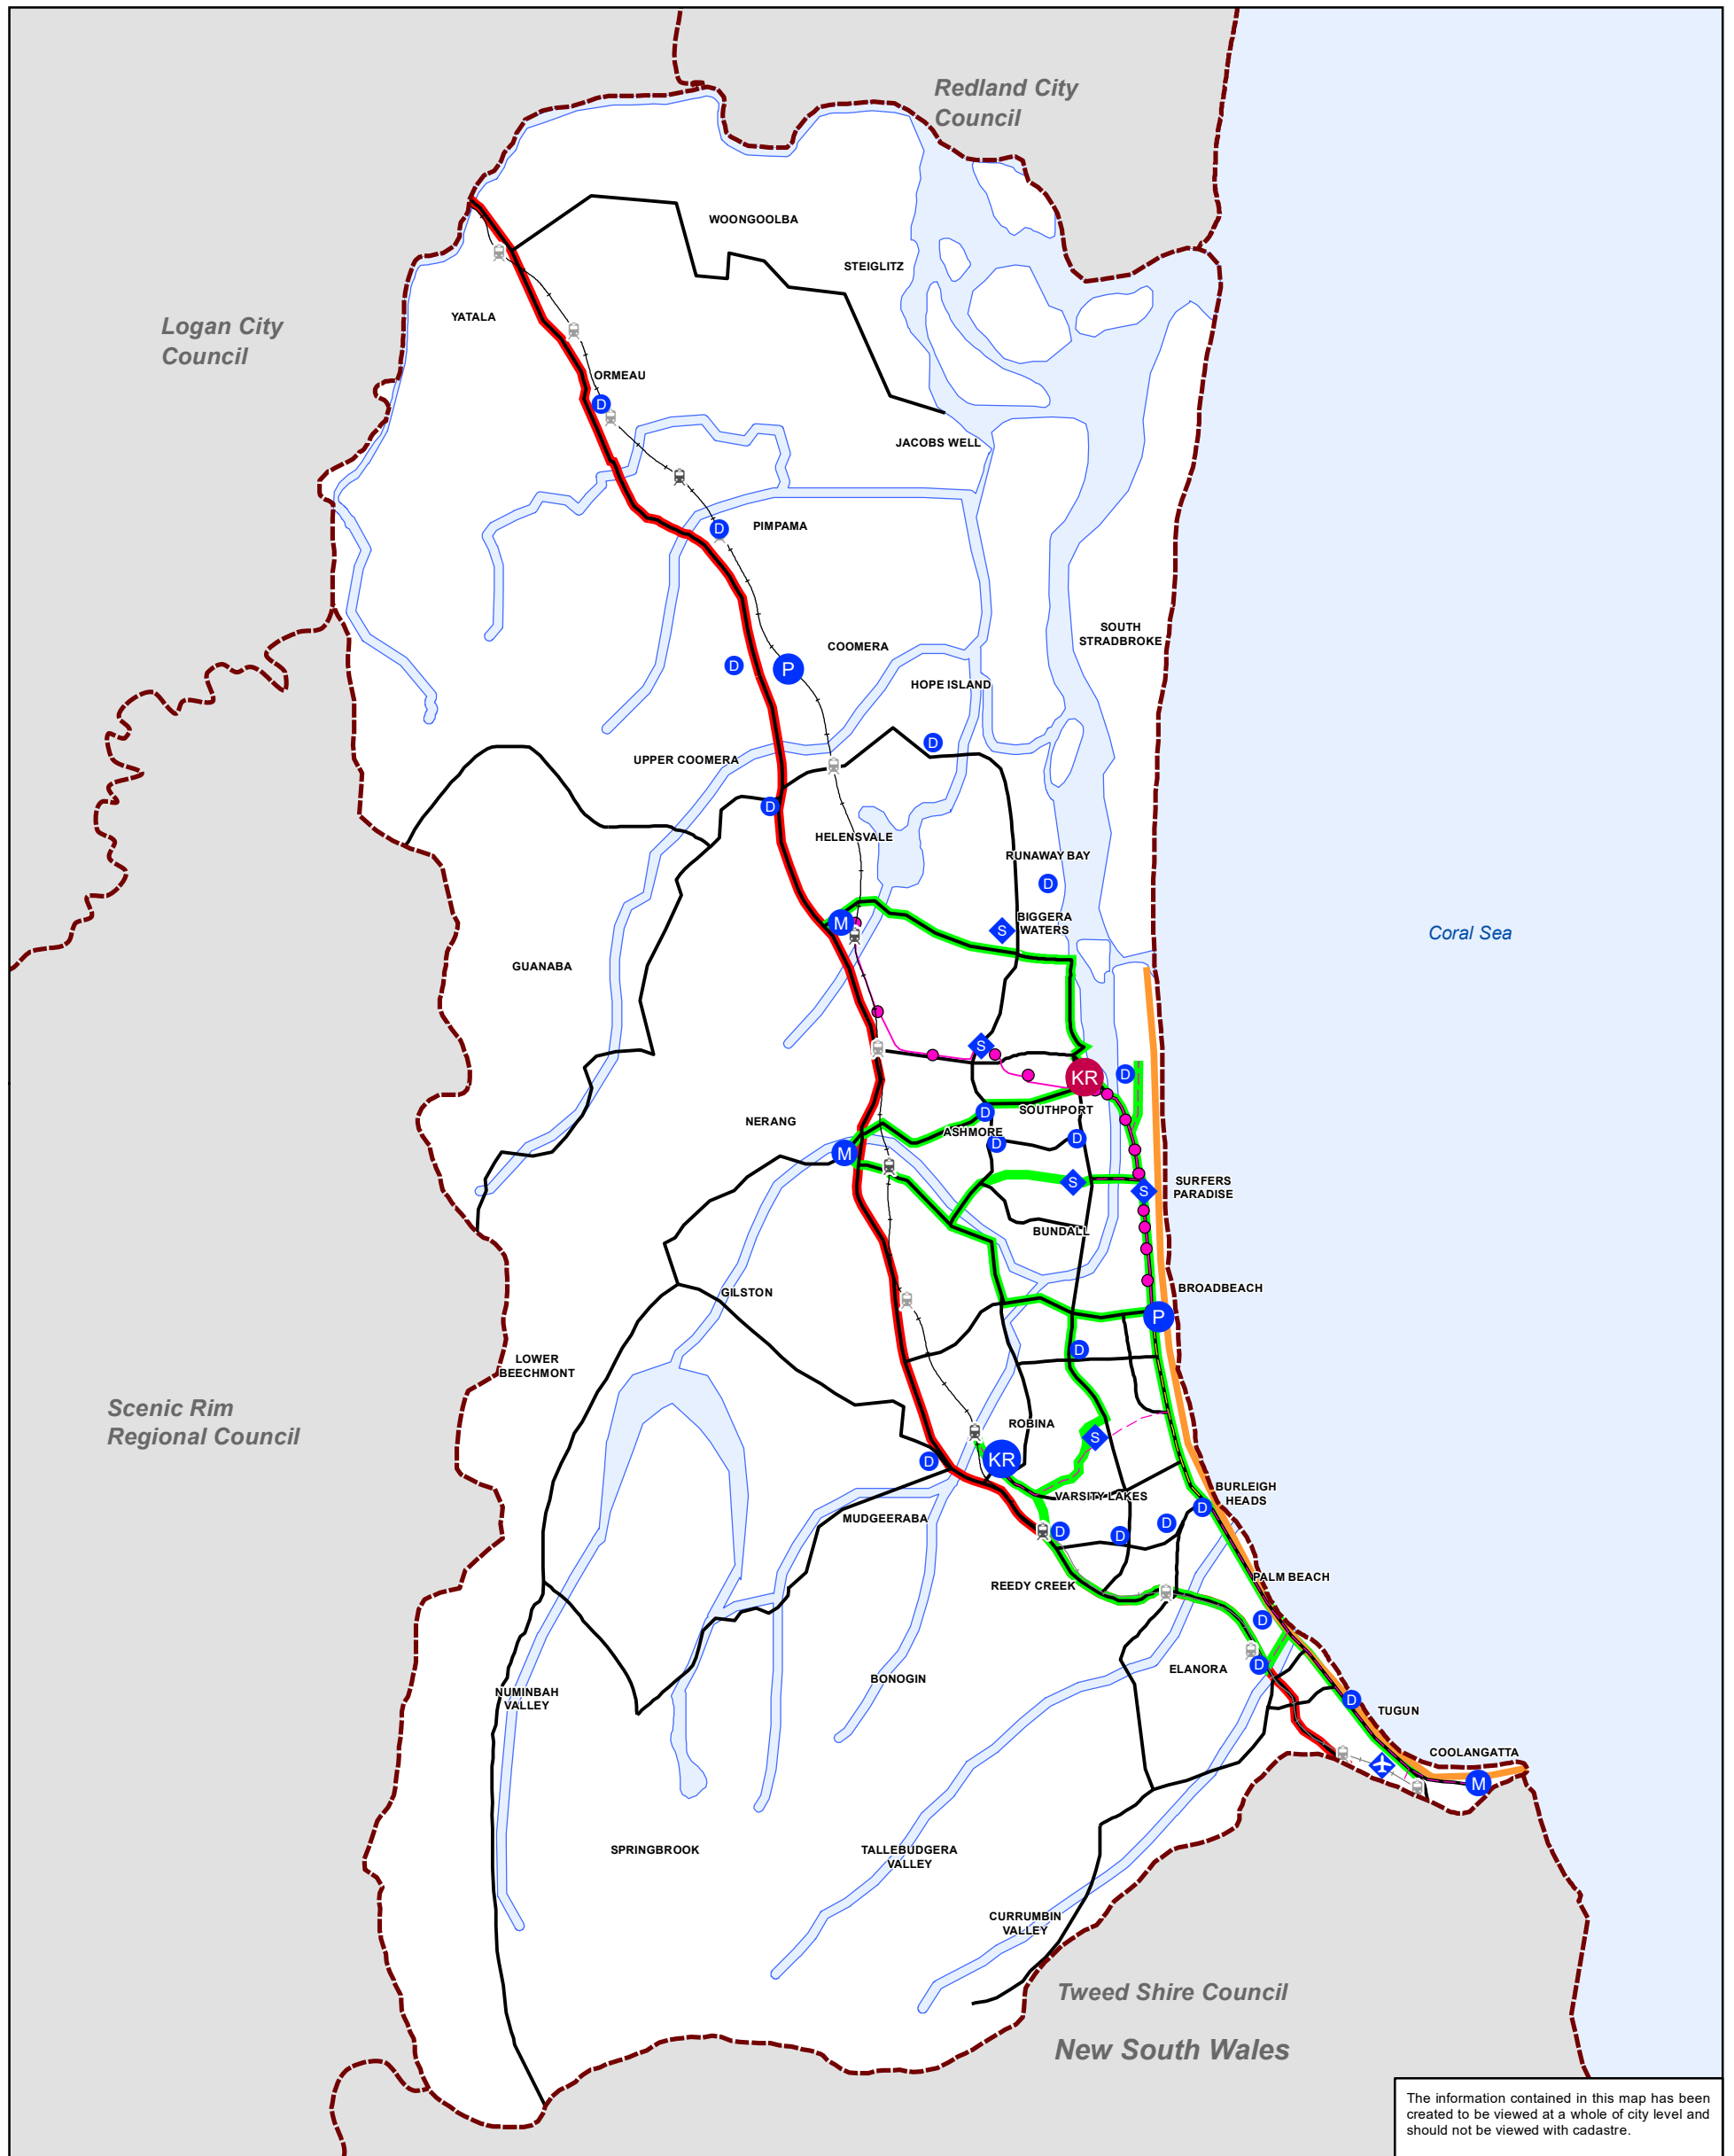 Redland City
Council
WOONGOOLBA
STEIGLITZ
Logan City
Council
YATALA
ORMEAU
D
JACOBS WELL
D
PIMPAMA
SOUTH
STRADBROKE
COOMERA
D
P
HOPE ISLAND
D
UPPER COOMERA
D
HELENSVALE
RUNAWAY BAY
D
M
S
BIGGERA
WATERS
Coral Sea
GUANABA
S
KR
D
SOUTHPORT
D
NERANG
ASHMORE
D
D
M
S
S
SURFERS
PARADISE
BUNDALL
GILSTON
BROADBEACH
P
D
LOWER
BEECHMONT
Scenic Rim
Regional Council
ROBINA
S
D
KR
VARSITY LAKES
BURLEIGH
HEADS
D
MUDGEERABA
D
D
D
REEDY CREEK
PALM BEACH
D
D
ELANORA
BONOGIN
NUMINBAH
VALLEY
D
TUGUN
COOLANGATTA
M
SPRINGBROOK
TALLEBUDGERA
VALLEY
CURRUMBIN
VALLEY
Tweed Shire Council
New South Wales
The information contained in this map has been
created to be viewed at a whole of city level and
should not be viewed with cadastre.